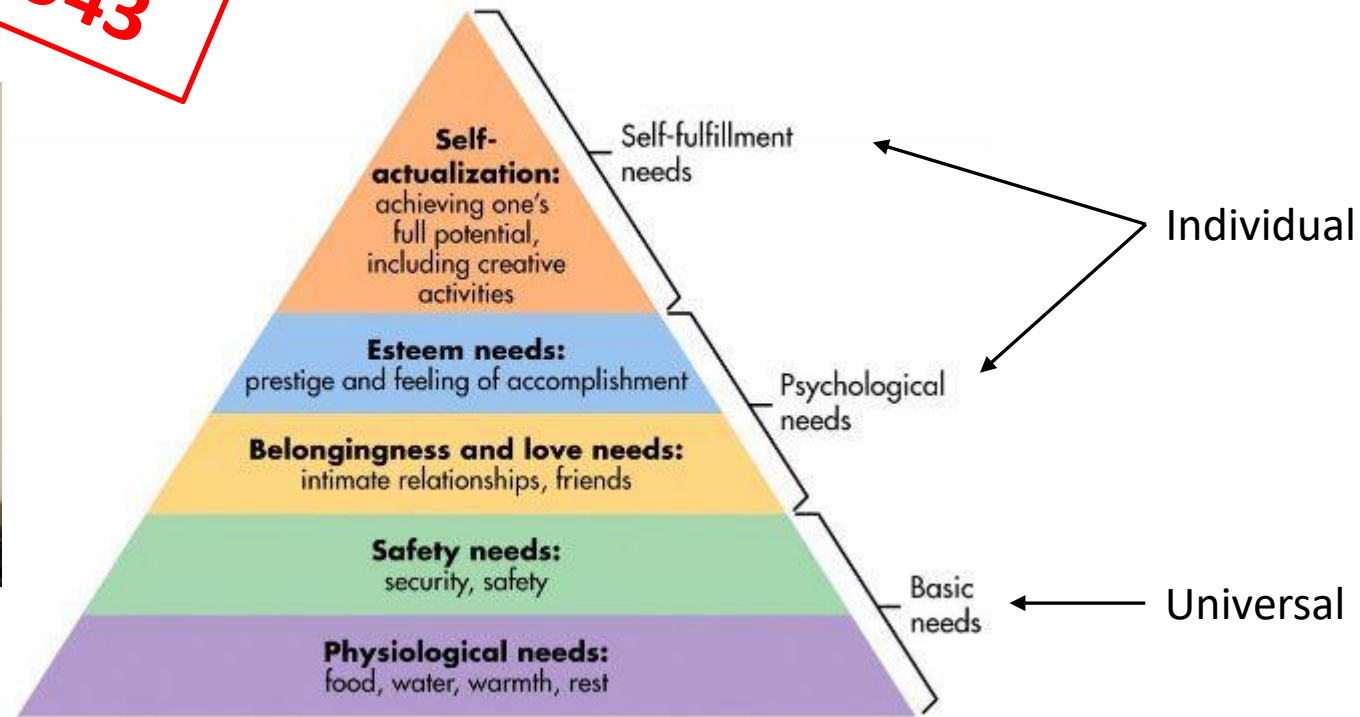 43
Self-
actualization:
achieving one's
full potential,
including creative
activities
Self-fulfillment
needs
Individual
Esteem needs:
prestige and feeling of accomplishment
Psychological
needs
Belongingness and love needs:
intimate relationships, friends
Safety needs:
security, safety
Basic
needs
Universal
Physiological needs:
food, water, warmth, rest